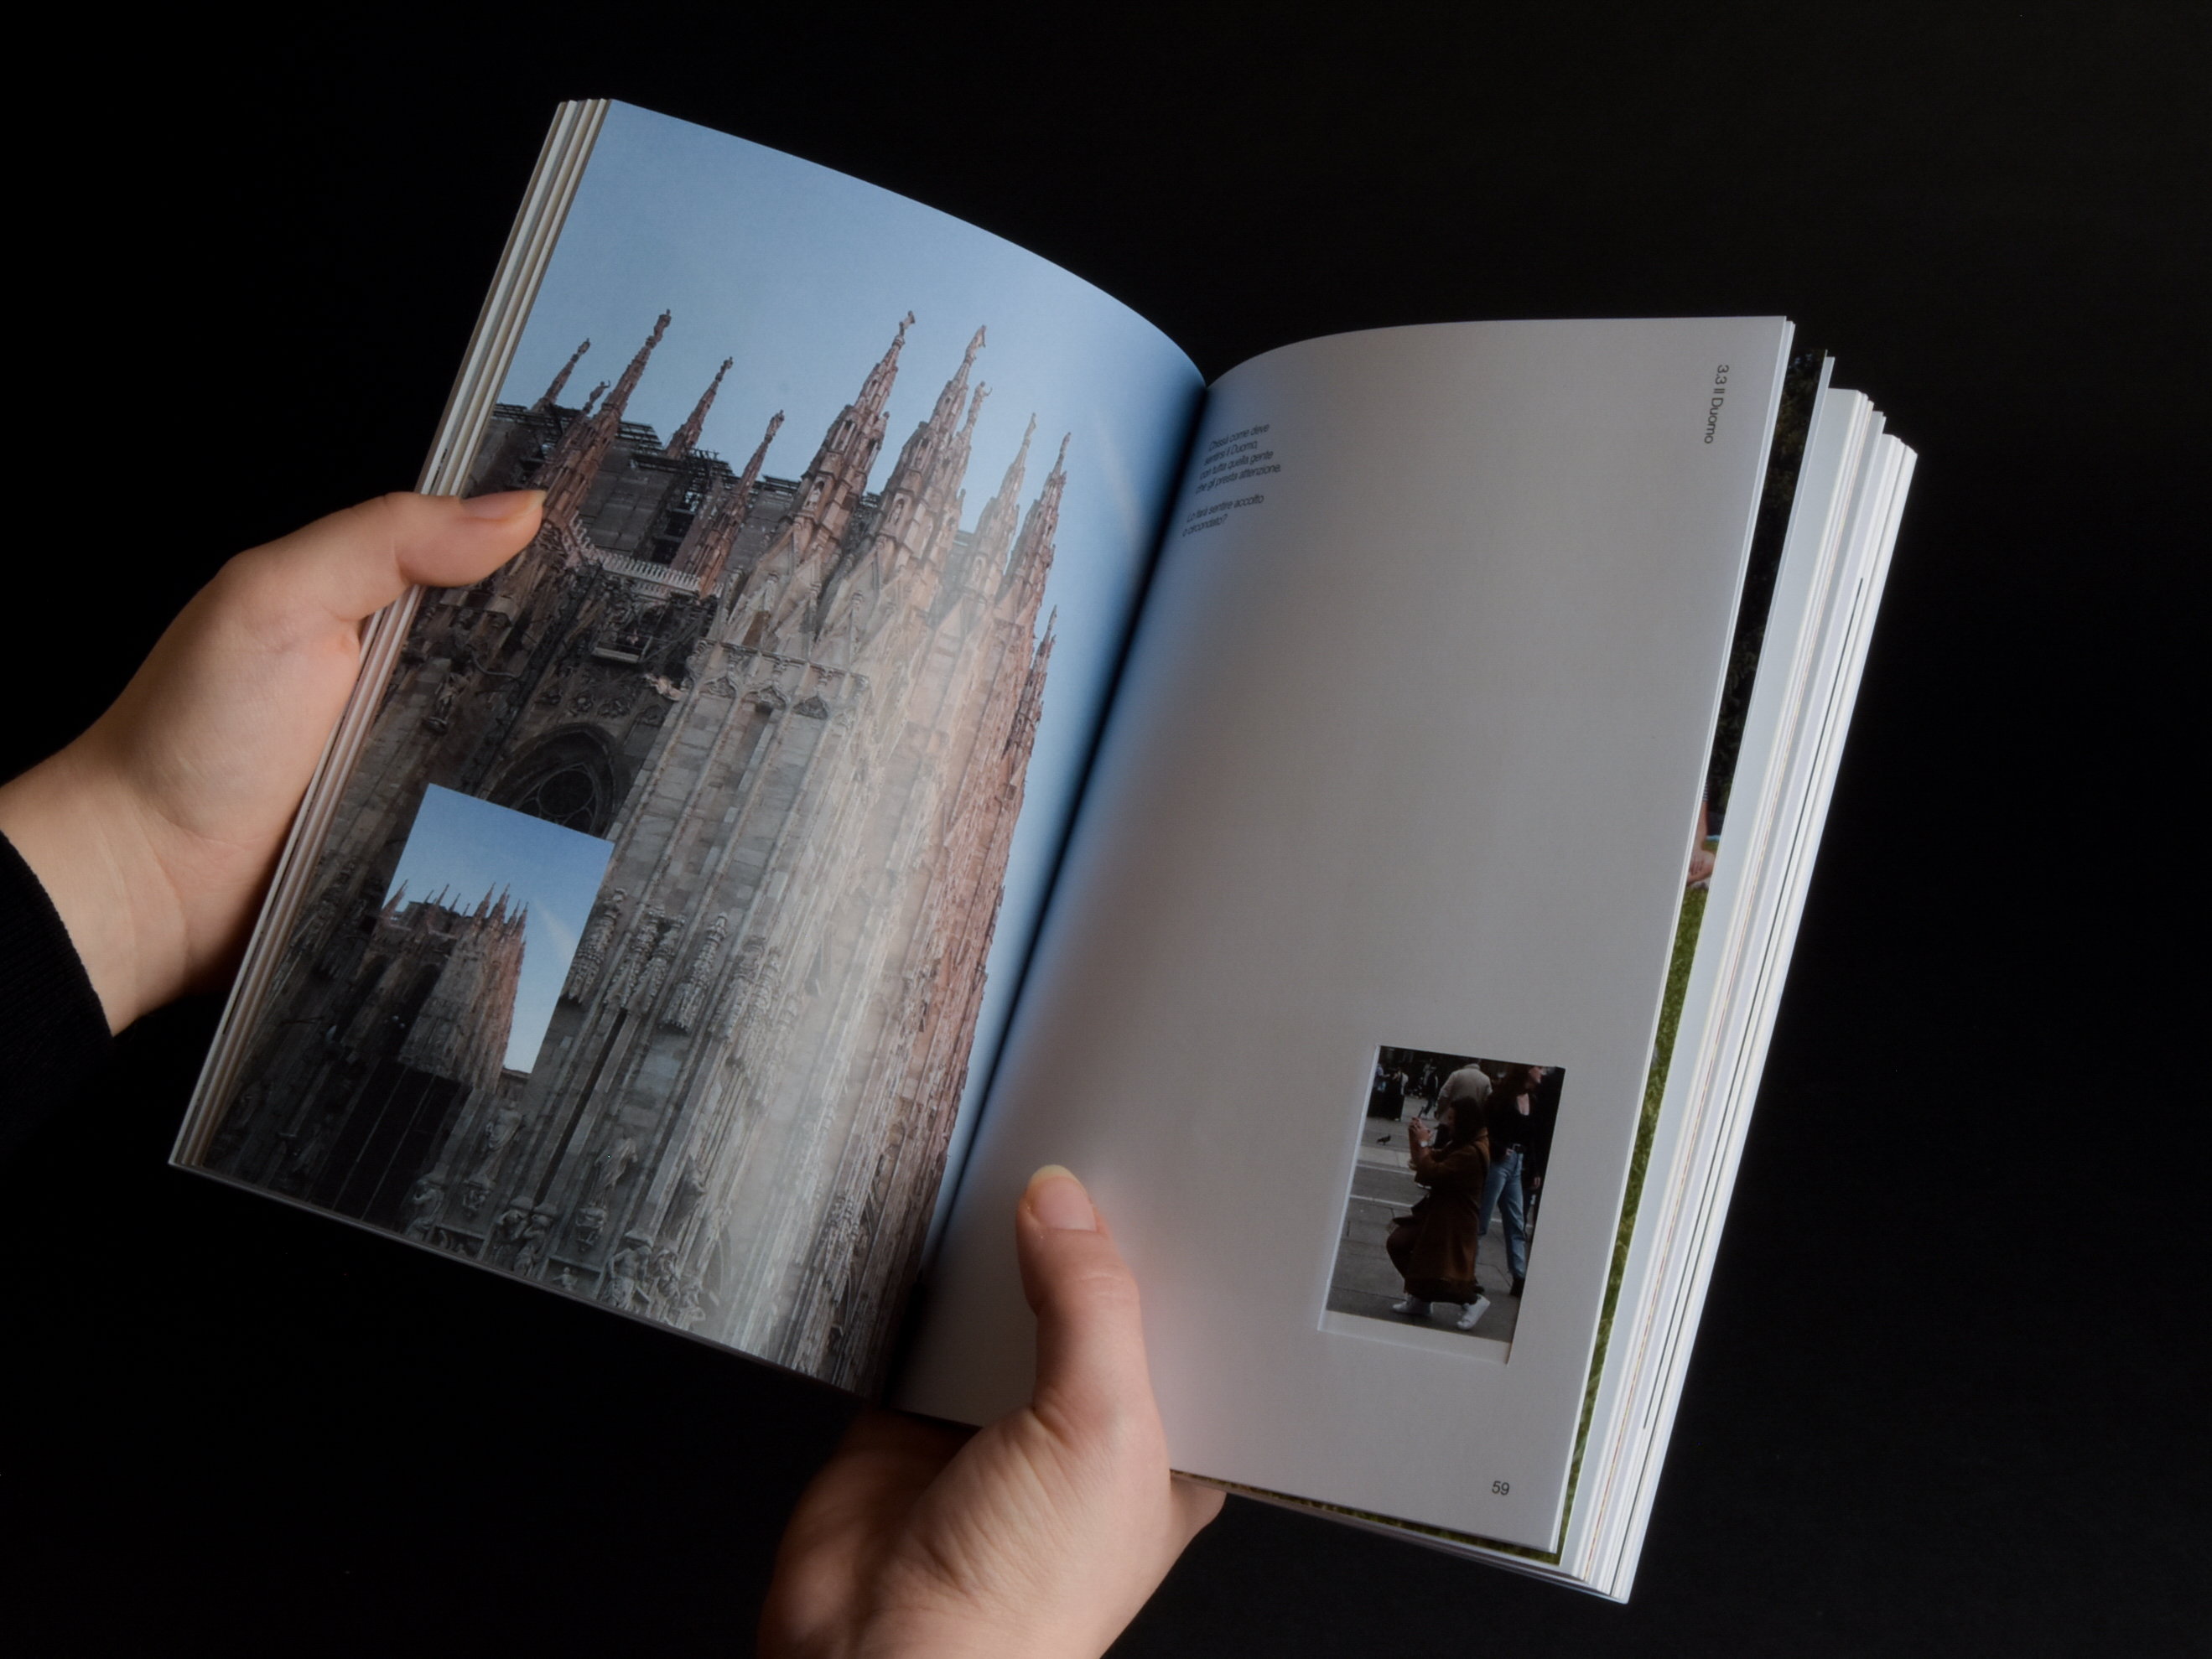 3.3 Il Duomo
Chissà come deve
sentirsi il Duomo,
con tutta quella gente
che gli presta attenzione.
Lo farà sentire accolto
o circondato?
59